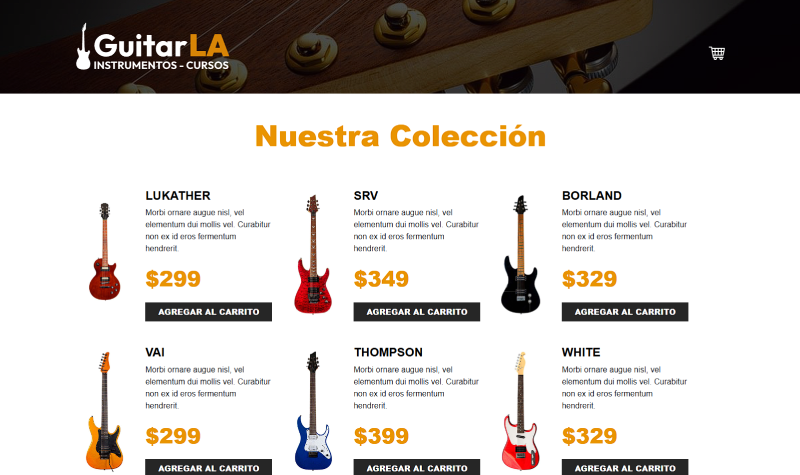 GuitarLA
INSTRUMENTOS - CURSOS
Nuestra Colección
LUKATHER
Morbi ornare augue nisl, vel
elementum dui mollis vel. Curabitur
non ex id eros fermentum
hendrerit.
$299
AGREGAR AL CARRITO
SRV
Morbi ornare augue nisl, vel
elementum dui mollis vel. Curabitur
non ex id eros fermentum
hendrerit.
$349
AGREGAR AL CARRITO
BORLAND
Morbi ornare augue nisl, vel
elementum dui mollis vel. Curabitur
non ex id eros fermentum
hendrerit.
$329
AGREGAR AL CARRITO
VAI
Morbi ornare augue nisl, vel
elementum dui mollis vel. Curabitur
non ex id eros fermentum
hendrerit.
$299
AGREGAR AL CARRITO
THOMPSON
Morbi ornare augue nisl, vel
elementum dui mollis vel. Curabitur
non ex id eros fermentum
hendrerit.
$399
AGREGAR AL CARRITO
WHITE
Morbi ornare augue nisl, vel
elementum dui mollis vel. Curabitur
non ex id eros fermentum
hendrerit.
$329
AGREGAR AL CARRITO